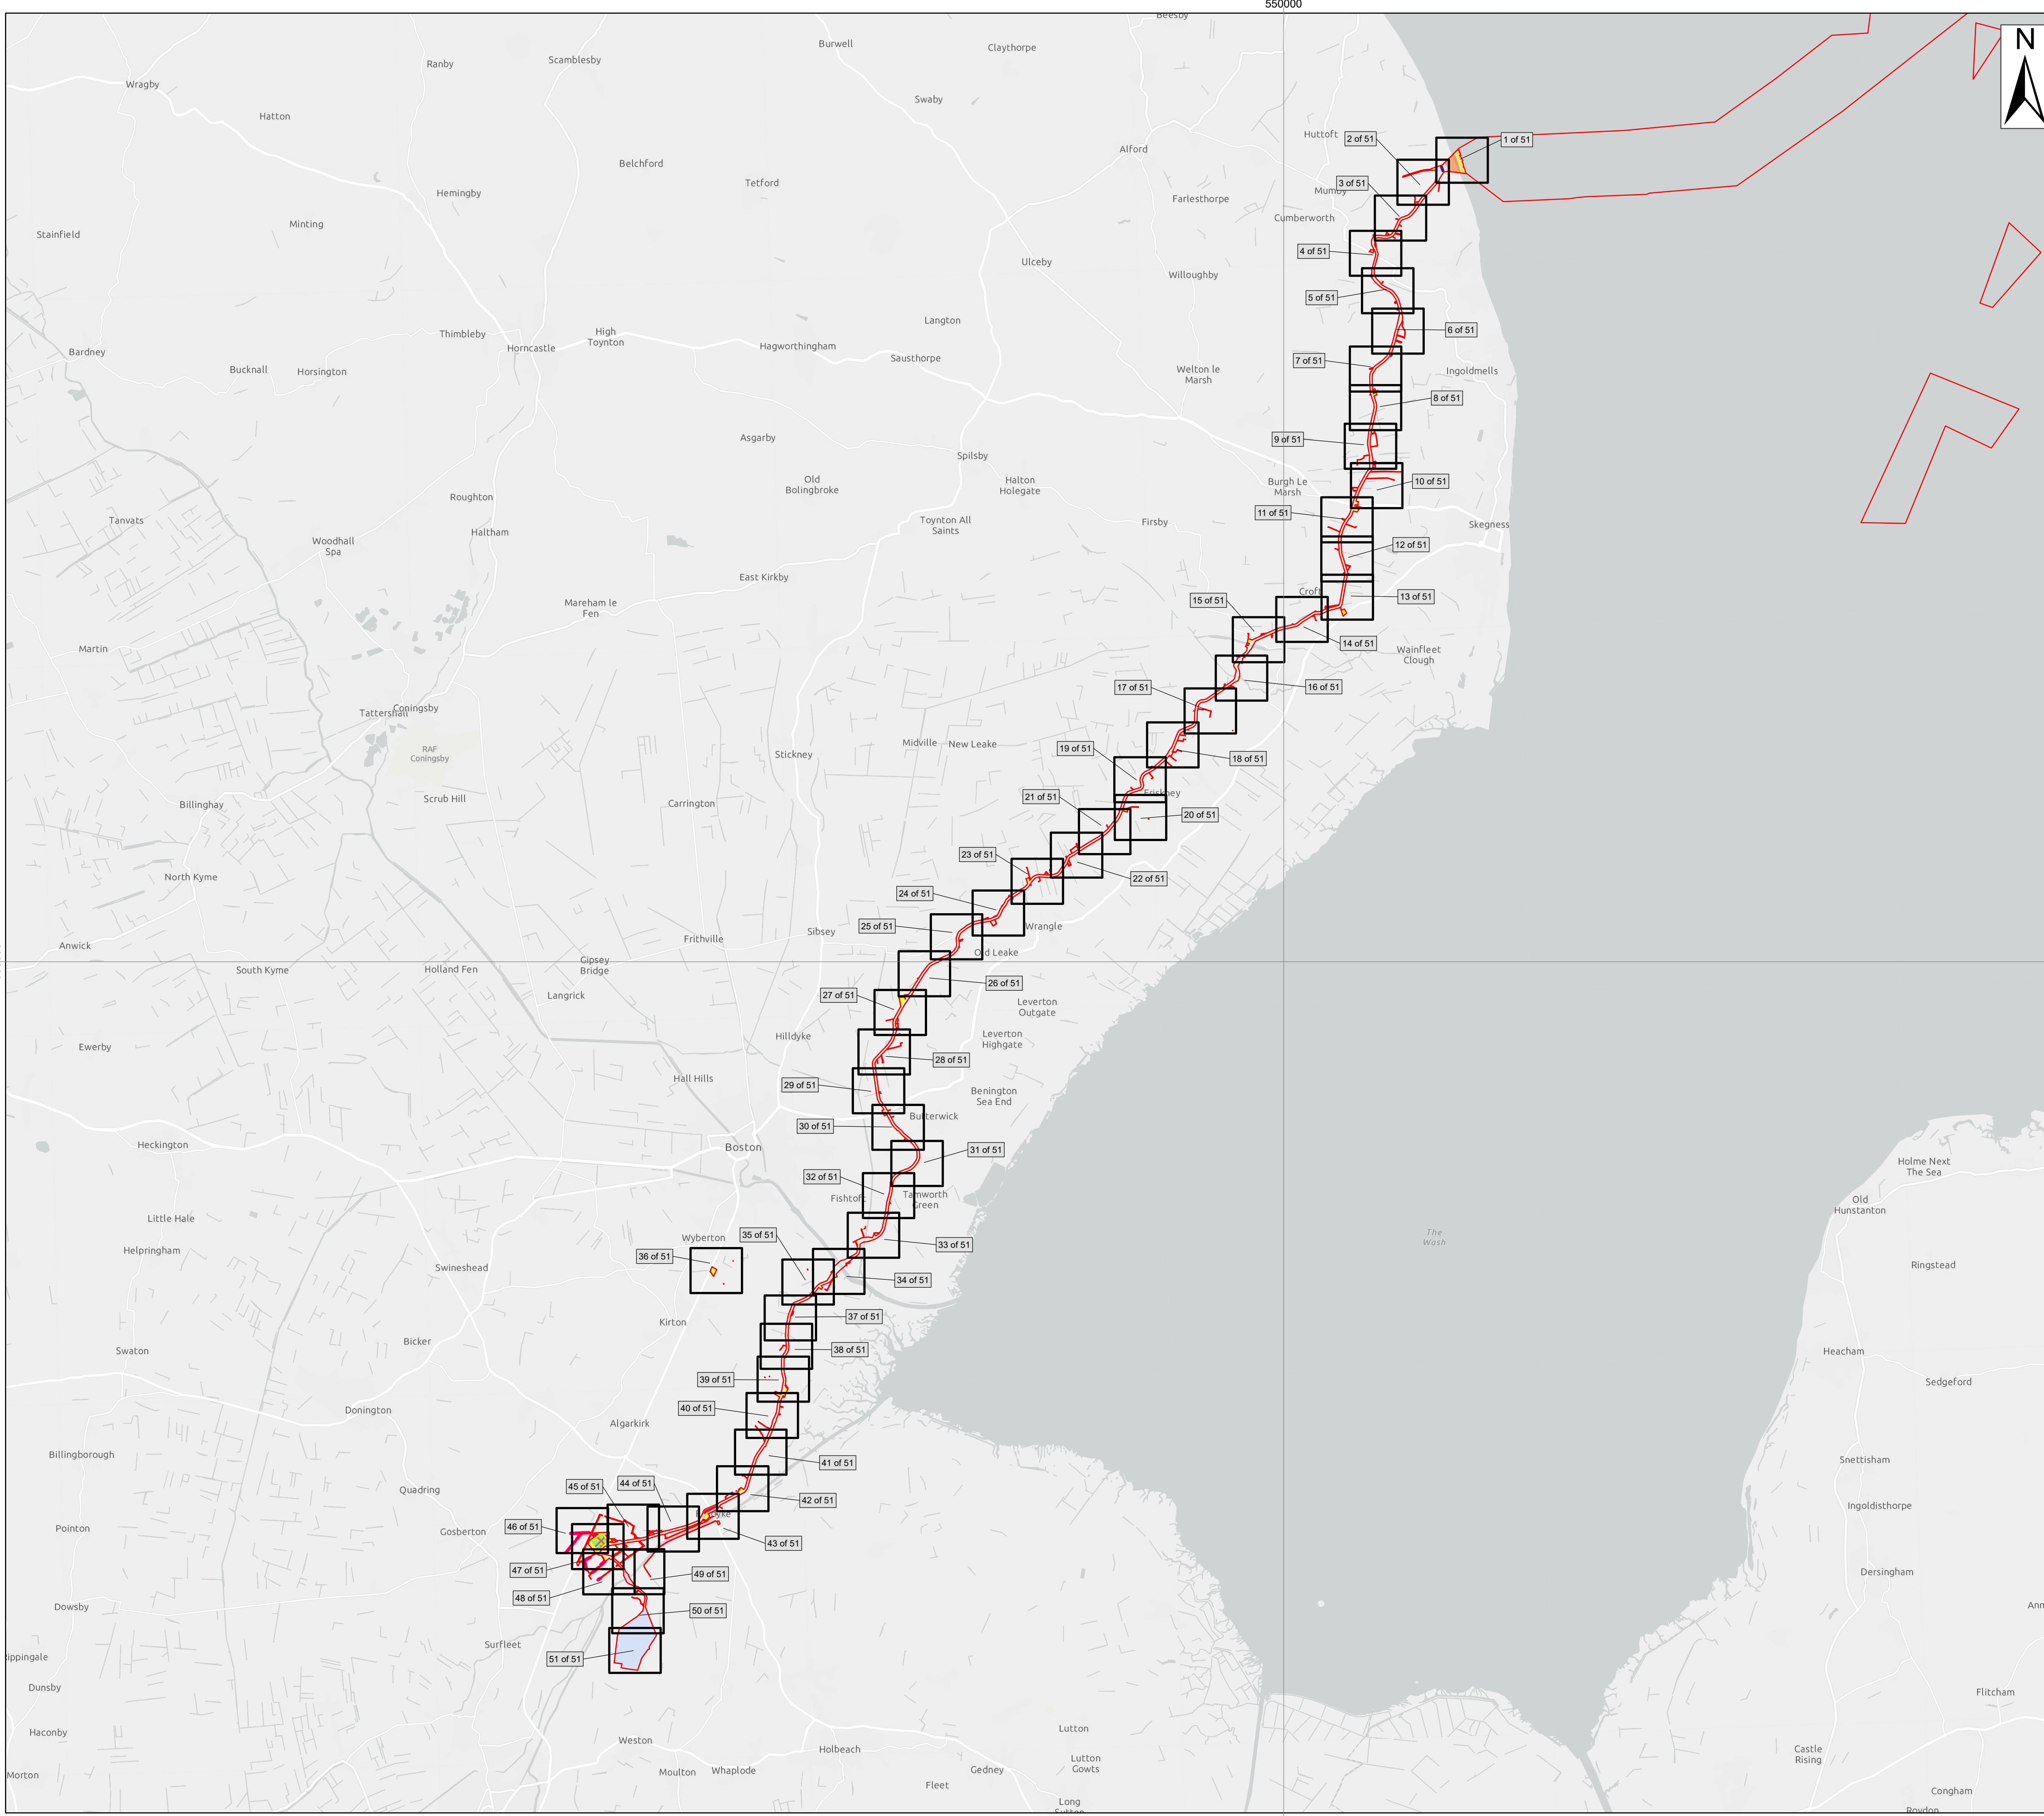 550000
N
Beesby
Burwell
Claythorpe
Ranby
Scamblesby
Wragby
Swaby
Hatton
Huttoft
2 of 51
1 of 51
Alford
Belchford
Tetford
3 of 51
Mumby
Hemingby
Farlesthorpe
Minting
Cumberworth
Stainfield
4 of 51
Ulceby
Willoughby
5 of 51
Langton
6 of 51
Thimbleby
High
Toynton
Horncastle
Hagworthingham
Bardney
Sausthorpe
7 of 51
Bucknall
Horsington
Welton le
Marsh
Ingoldmells
8 of 51
Asgarby
9 of 51
Spilsby
Old
Bolingbroke
Halton
Holegate
Burgh Le
Marsh
10 of 51
Roughton
11 of 51
Tanvats
Toynton All
Saints
Firsby
Skegness
Haltham
Woodhall
Spa
12 of 51
East Kirkby
Croft
13 of 51
Mareham le
Fen
15 of 51
14 of 51
Martin
Wainfleet
Clough
17 of 51
16 of 51
Coningsby
Tattershall
Midville
New Leake
19 of 51
RAF
Coningsby
Stickney
18 of 51
Scrub Hill
21 of 51
Friskney
Billinghay
Carrington
20 of 51
23 of 51
22 of 51
North Kyme
24 of 51
25 of 51
Wrangle
Sibsey
Frithville
Anwick
Old Leake
Gipsey
Bridge
South Kyme
Holland Fen
26 of 51
27 of 51
Langrick
Leverton
Outgate
Hilldyke
Leverton
Highgate
Ewerby
28 of 51
Hall Hills
29 of 51
Benington
Sea End
Butterwick
30 of 51
Heckington
Boston
31 of 51
Holme Next
The Sea
32 of 51
Fishtoft
Tamworth
Green
Old
Hunstanton
Little Hale
35 of 51
The
Wash
Wyberton
33 of 51
Helpringham
36 of 51
Swineshead
Ringstead
34 of 51
37 of 51
Kirton
Bicker
Swaton
38 of 51
Heacham
39 of 51
Sedgeford
Donington
40 of 51
Algarkirk
Billingborough
41 of 51
Snettisham
45 of 51
44 of 51
Quadring
42 of 51
Ingoldisthorpe
46 of 51
Pointon
Gosberton
43 of 51
47 of 51
49 of 51
Dersingham
48 of 51
Dowsby
50 of 51
Surfleet
51 of 51
Dunsby
Flitcham
Haconby
Lutton
Weston
Holbeach
Castle
Rising
Lutton
Gowts
Moulton
Whaplode
Gedney
Morton
Fleet
Congham
Long
Sutton
Roydon